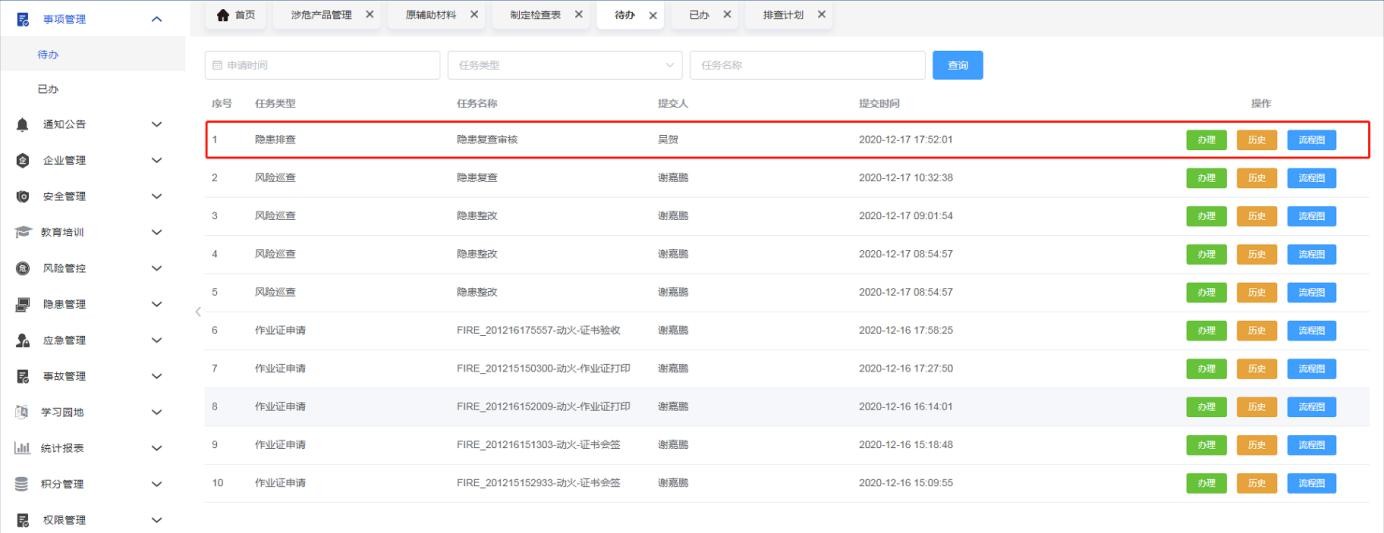 事项管理
待办
已办
通知公告
企业管理
安全管理
教育培训
风险管控
隐患管理
应急管理
事故管理
学习园地
统计报表
积分管理
权限管理
首页 涉危产品管理 原辅助材料 制定检查表 待办 已办 排查计划
申请时间 任务类型 任务名称 查询
序号 任务类型 任务名称 提交人 提交时间 操作
1 隐患排查 隐患复查审核 吴贺 2020-12-17 17:52:01 办理 历史 流程图
2 风险巡查 隐患复查 谢嘉鹏 2020-12-17 10:32:38 办理 历史 流程图
3 风险巡查 隐患整改 谢嘉鹏 2020-12-17 09:01:54 办理 历史 流程图
4 风险巡查 隐患整改 谢嘉鹏 2020-12-17 08:54:57 办理 历史 流程图
5 风险巡查 隐患整改 谢嘉鹏 2020-12-17 08:54:57 办理 历史 流程图
6 作业证申请 FIRE_201216175557-动火-证书验收 谢嘉鹏 2020-12-16 17:58:25 办理 历史 流程图
7 作业证申请 FIRE_201215150300-动火-作业证打印 谢嘉鹏 2020-12-16 17:27:50 办理 历史 流程图
8 作业证申请 FIRE_201216152009-动火-作业证打印 谢嘉鹏 2020-12-16 16:14:01 办理 历史 流程图
9 作业证申请 FIRE_201216151303-动火-证书会签 谢嘉鹏 2020-12-16 15:18:48 办理 历史 流程图
10 作业证申请 FIRE_201215152933-动火-证书会签 谢嘉鹏 2020-12-16 15:09:55 办理 历史 流程图